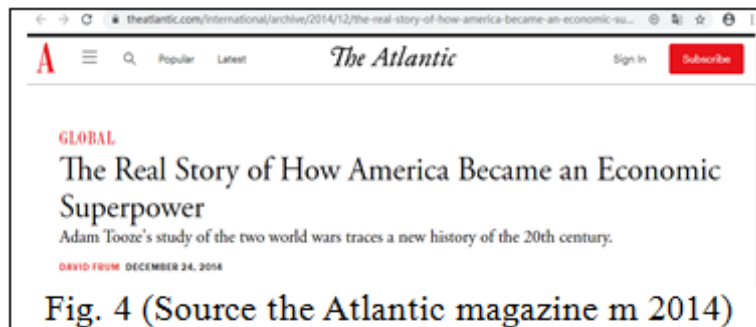 theatlantic.com/international/archive/2014/12/the-real-story-of-how-america-became-an-economic-su...
A Popular Latest The Atlantic Sign In Subscribe
GLOBAL
The Real Story of How America Became an Economic
Superpower
Adam Tooze's study of the two world wars traces a new history of the 20th century.
DAVID FRUM DECEMBER 24, 2014
Fig. 4 (Source the Atlantic magazine m 2014)